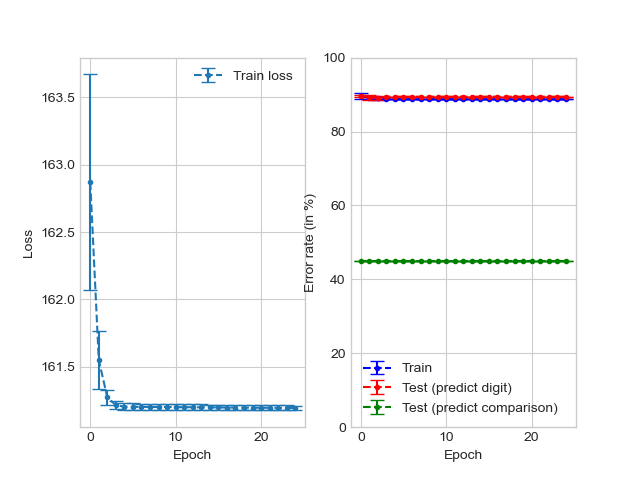 Train loss
163.5
163.0
162.5
162.0
161.5
Loss
0
10
20
Epoch
100
80
60
40
20
0
Error rate (in %)
Train
Test (predict digit)
Test (predict comparison)
0
10
20
Epoch